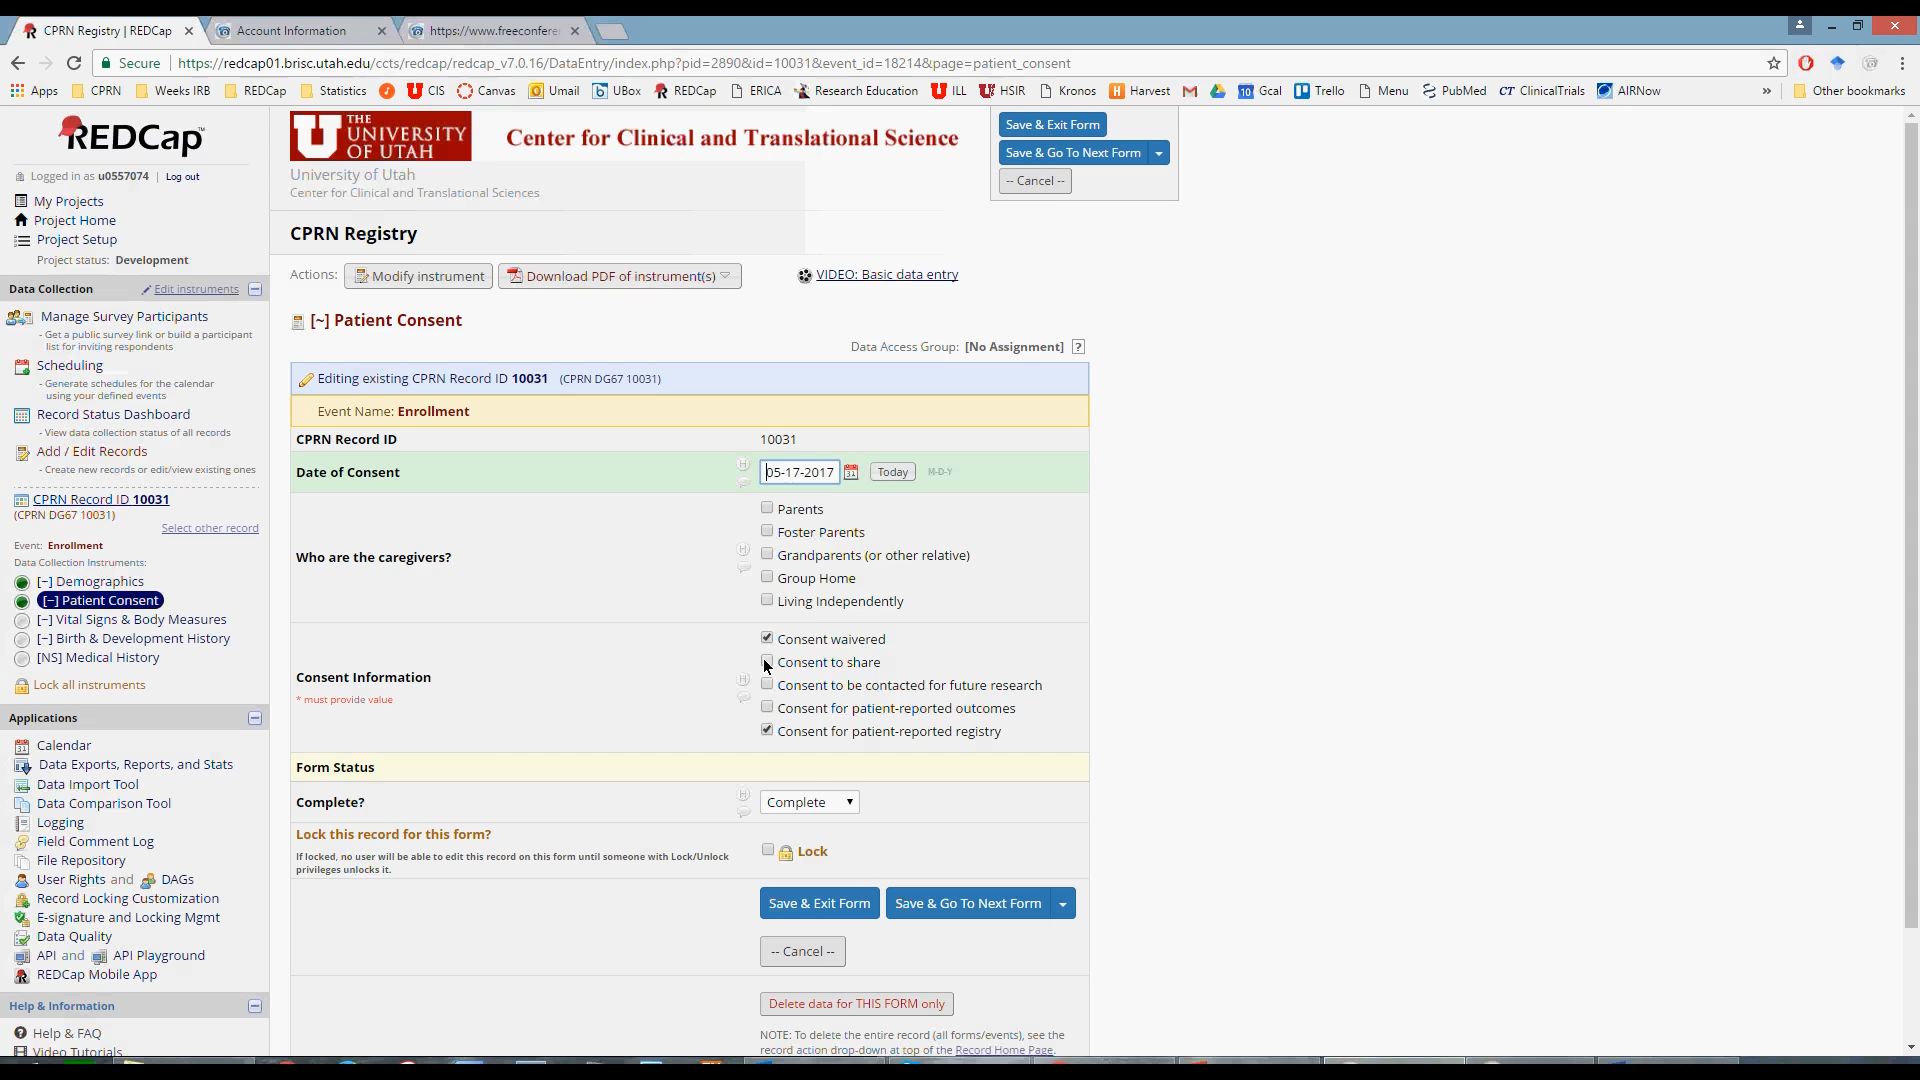 CPRN Registry | REDCap
Account Information
https://www.freeconfere
Secure https://redcap01.brisc.utah.edu/ccts/redcap/redcap_v7.0.16/DataEntry/index.php?pid=2890&id=10031&event_id=18214&page=patient_consent
Apps CPRN Weeks IRB REDCap Statistics CIS Canvas Umail UBox REDCap ERICA Research Education ILL HSIR Kronos Harvest Gcal Trello Menu PubMed CT ClinicalTrials AIRNow » Other bookmarks
REDCap
Logged in as u0557074 | Log out
My Projects
Project Home
Project Setup
Project status: Development
Data Collection Edit instruments
Manage Survey Participants
- Get a public survey link or build a participant
list for inviting respondents
Scheduling
- Generate schedules for the calendar
using your defined events
Record Status Dashboard
- View data collection status of all records
Add / Edit Records
- Create new records or edit/view existing ones
CPRN Record ID 10031
(CPRN DG67 10031)
Select other record
Event: Enrollment
Data Collection Instruments:
[~] Demographics
[~] Patient Consent
[~] Vital Signs & Body Measures
[~] Birth & Development History
[NS] Medical History
Lock all instruments
Applications
Calendar
Data Exports, Reports, and Stats
Data Import Tool
Data Comparison Tool
Logging
Field Comment Log
File Repository
User Rights and DAGs
Record Locking Customization
E-signature and Locking Mgmt
Data Quality
API and API Playground
REDCap Mobile App
Help & Information
Help & FAQ
Video Tutorials
THE
UNIVERSITY
OF UTAH
Center for Clinical and Translational Science
University of Utah
Center for Clinical and Translational Sciences
Save & Exit Form
Save & Go To Next Form
-- Cancel --
CPRN Registry
Actions: Modify instrument Download PDF of instrument(s) VIDEO: Basic data entry
[~] Patient Consent
Data Access Group: [No Assignment] ?
Editing existing CPRN Record ID 10031 (CPRN DG67 10031)
Event Name: Enrollment
CPRN Record ID 10031
Date of Consent 05-17-2017 Today M-D-Y
Who are the caregivers?
Parents
Foster Parents
Grandparents (or other relative)
Group Home
Living Independently
Consent Information
* must provide value
Consent waivered
Consent to share
Consent to be contacted for future research
Consent for patient-reported outcomes
Consent for patient-reported registry
Form Status
Complete? Complete
Lock this record for this form?
If locked, no user will be able to edit this record on this form until someone with Lock/Unlock
privileges unlocks it.
Lock
Save & Exit Form Save & Go To Next Form
-- Cancel --
Delete data for THIS FORM only
NOTE: To delete the entire record (all forms/events), see the
record action drop-down at top of the Record Home Page.